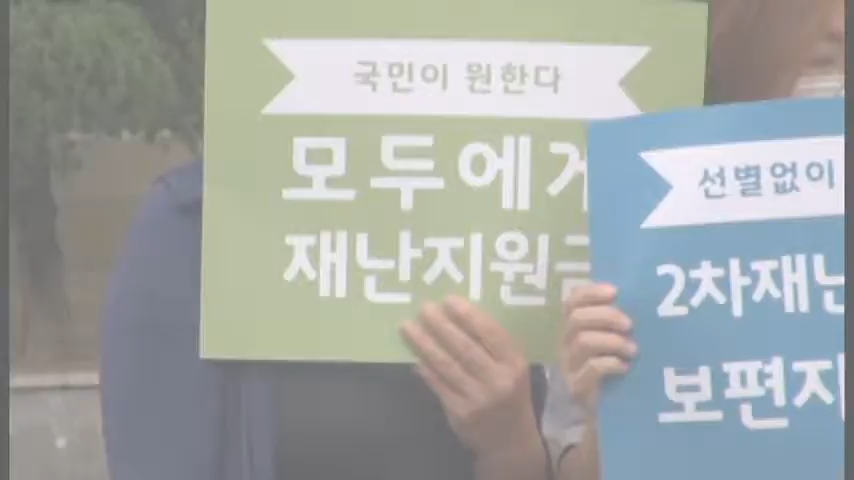 국민이 원한다
모두에게
재난지원금
선별없이
2차재난
보편지